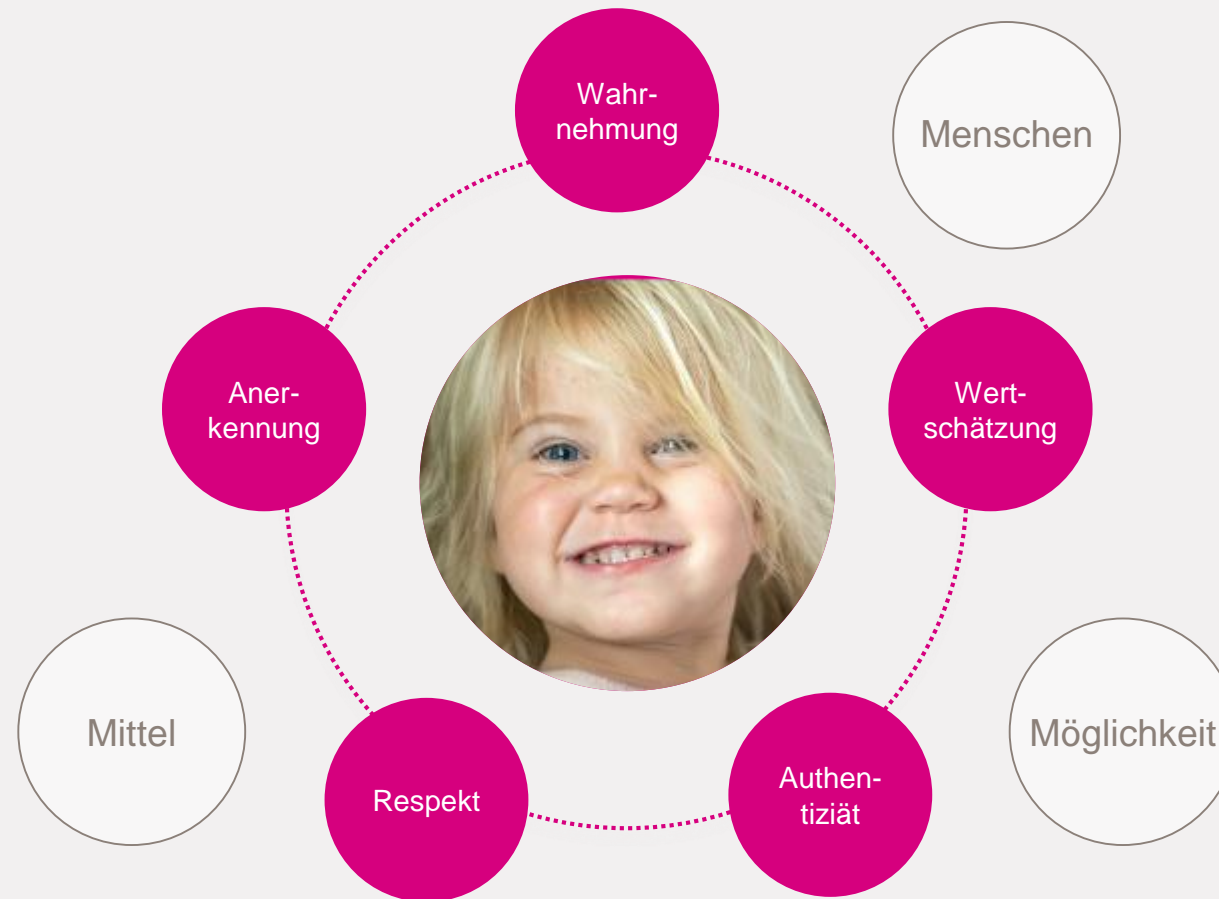 Wahr-
nehmung
Menschen
Aner-
kennung
Wert-
schätzung
Mittel
Möglichkeit
Respekt
Authen-
tiziät